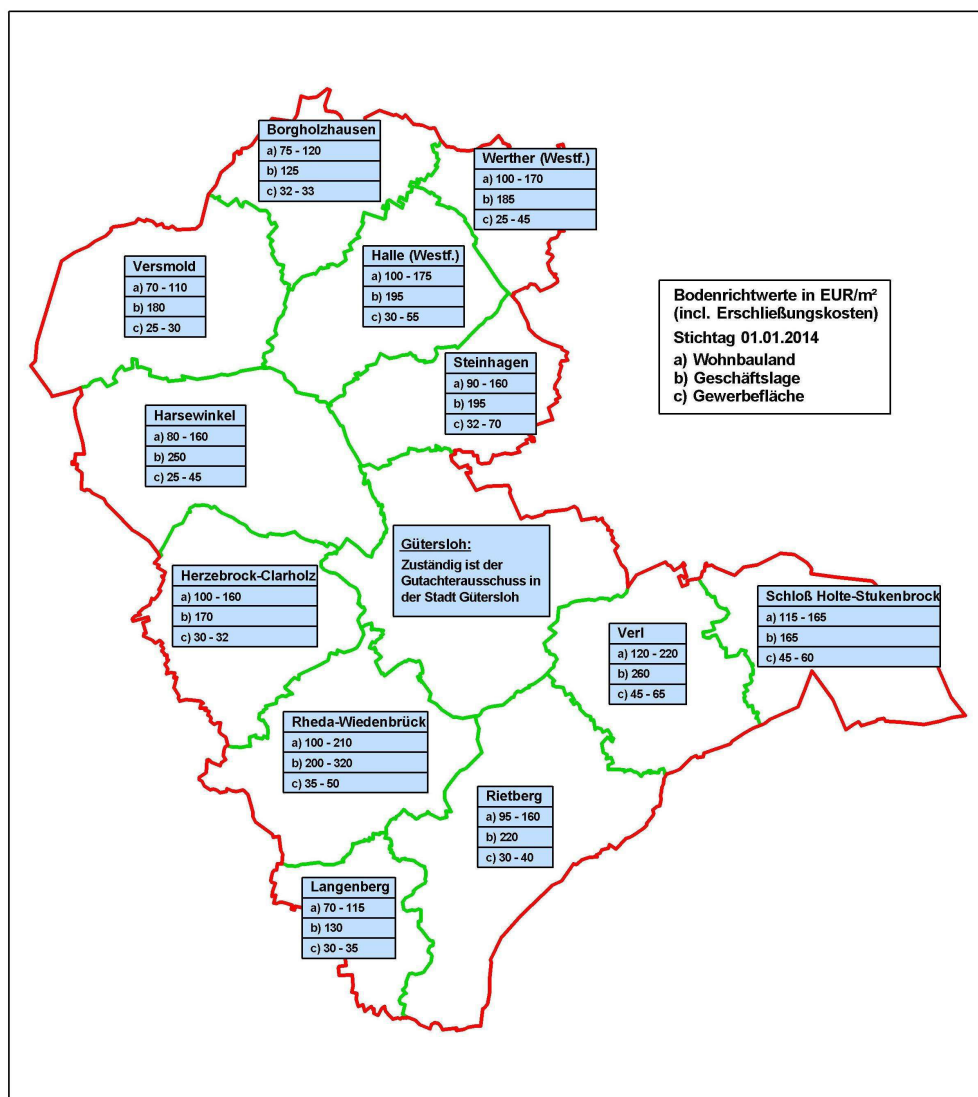 Borgholzhausen
a) 75 - 120
b) 125
c) 32 - 33
Werther (Westf.)
a) 100 - 170
b) 185
c) 25 - 45
Versmold
a) 70 - 110
b) 180
c) 25 - 30
Halle (Westf.)
a) 100 - 175
b) 195
c) 30 - 55
Bodenrichtwerte in EUR/m²
(incl. Erschließungskosten)
Stichtag 01.01.2014
a) Wohnbauland
b) Geschäftslage
c) Gewerbefläche
Steinhagen
a) 90 - 160
b) 195
c) 32 - 70
Harsewinkel
a) 80 - 160
b) 250
c) 25 - 45
Gütersloh:
Zuständig ist der
Gutachterausschuss in
der Stadt Gütersloh
Herzebrock-Clarholz
a) 100 - 160
b) 170
c) 30 - 32
Schloß Holte-Stukenbrock
a) 115 - 165
b) 165
c) 45 - 60
Verl
a) 120 - 220
b) 260
c) 45 - 65
Rheda-Wiedenbrück
a) 100 - 210
b) 200 - 320
c) 35 - 50
Rietberg
a) 95 - 160
b) 220
c) 30 - 40
Langenberg
a) 70 - 115
b) 130
c) 30 - 35